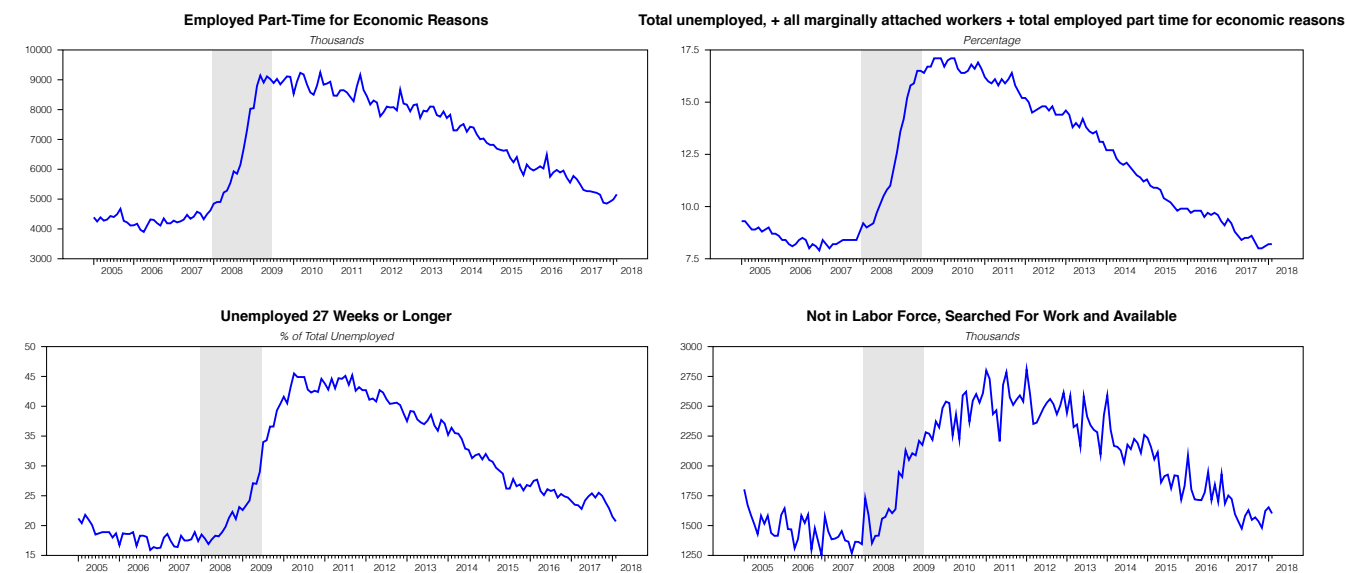 Employed Part-Time for Economic Reasons
Thousands
10000
9000
8000
7000
6000
5000
4000
3000
2005 2006 2007 2008 2009 2010 2011 2012 2013 2014 2015 2016 2017 2018
Total unemployed, + all marginally attached workers + total employed part time for economic reasons
Percentage
17.5
15.0
12.5
10.0
7.5
2005 2006 2007 2008 2009 2010 2011 2012 2013 2014 2015 2016 2017 2018
Unemployed 27 Weeks or Longer
% of Total Unemployed
50
45
40
35
30
25
20
15
2005 2006 2007 2008 2009 2010 2011 2012 2013 2014 2015 2016 2017 2018
Not in Labor Force, Searched For Work and Available
Thousands
3000
2750
2500
2250
2000
1750
1500
1250
2005 2006 2007 2008 2009 2010 2011 2012 2013 2014 2015 2016 2017 2018